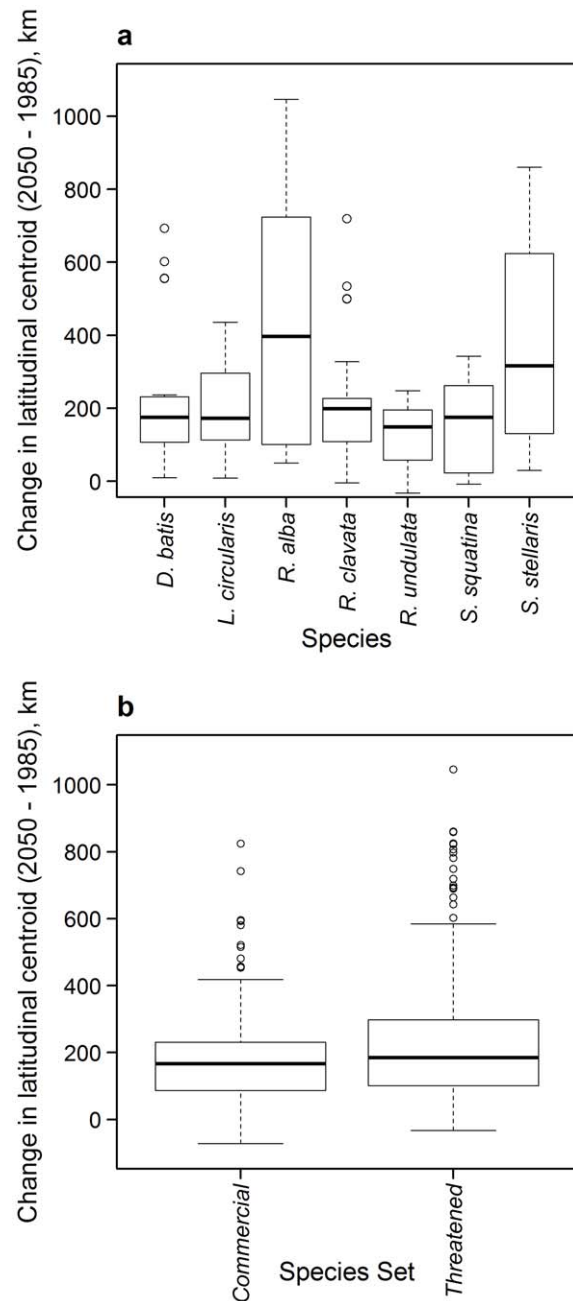 a
Change in latitudinal centroid (2050 - 1985), km
1000
800
600
400
200
0
D. batis
L. circularis
R. alba
R. clavata
R. undulata
S. squatina
S. stellaris
Species
b
Change in latitudinal centroid (2050 - 1985), km
1000
800
600
400
200
0
Commercial
Threatened
Species Set